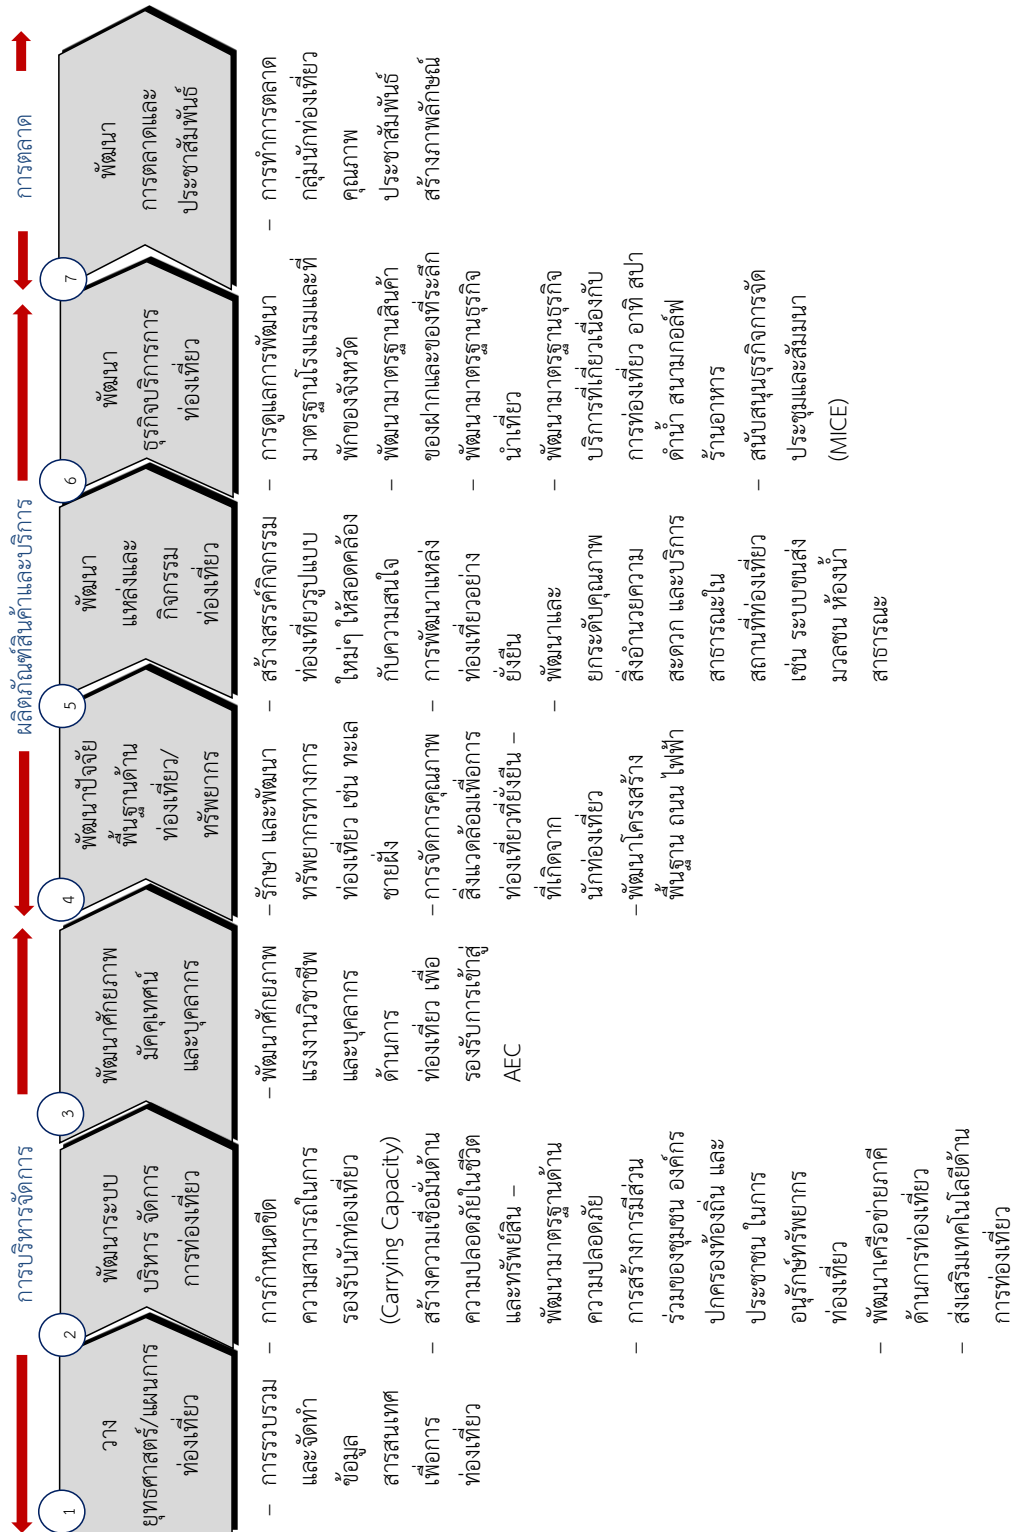 การบริหารจัดการ
ผลิตภัณฑ์สินค้าและบริการ
การตลาด
1
วาง
ยุทธศาสตร์/แผนการ
ท่องเที่ยว
2
พัฒนาระบบ
บริหาร จัดการ
การท่องเที่ยว
3
พัฒนาศักยภาพ
มัคคุเทศน์
และบุคลากร
4
พัฒนาปัจจัย
พื้นฐานด้าน
ท่องเที่ยว/
ทรัพยากร
5
พัฒนา
แหล่งและ
กิจกรรม
ท่องเที่ยว
6
พัฒนา
ธุรกิจบริการการ
ท่องเที่ยว
7
พัฒนา
การตลาดและ
ประชาสัมพันธ์
– การรวบรวม
และจัดทำ
ข้อมูล
สารสนเทศ
เพื่อการ
ท่องเที่ยว
– การกำหนดขีด
ความสามารถในการ
รองรับนักท่องเที่ยว
(Carrying Capacity)
– สร้างความเชื่อมั่นด้าน
ความปลอดภัยในชีวิต
และทรัพย์สิน –
พัฒนามาตรฐานด้าน
ความปลอดภัย
– การสร้างการมีส่วน
ร่วมของชุมชน องค์กร
ปกครองท้องถิ่น และ
ประชาชน ในการ
อนุรักษ์ทรัพยากร
ท่องเที่ยว
– พัฒนาเครือข่ายภาคี
ด้านการท่องเที่ยว
– ส่งเสริมเทคโนโลยีด้าน
การท่องเที่ยว
– พัฒนาศักยภาพ
แรงงานวิชาชีพ
และบุคลากร
ด้านการ
ท่องเที่ยว เพื่อ
รองรับการเข้าสู่
AEC
– รักษา และพัฒนา
ทรัพยากรทางการ
ท่องเที่ยว เช่น ทะเล
ชายฝั่ง
– การจัดการคุณภาพ
สิ่งแวดล้อมเพื่อการ
ท่องเที่ยวที่ยั่งยืน –
ที่เกิดจาก
นักท่องเที่ยว
– พัฒนาโครงสร้าง
พื้นฐาน ถนน ไฟฟ้า
– สร้างสรรค์กิจกรรม
ท่องเที่ยวรูปแบบ
ใหม่ๆ ให้สอดคล้อง
กับความสนใจ
– การพัฒนาแหล่ง
ท่องเที่ยวอย่าง
ยั่งยืน
– พัฒนาและ
ยกระดับคุณภาพ
สิ่งอำนวยความ
สะดวก และบริการ
สาธารณะใน
สถานที่ท่องเที่ยว
เช่น ระบบขนส่ง
มวลชน ห้องน้ำ
สาธารณะ
– การดูแลการพัฒนา
มาตรฐานโรงแรมและที่
พักของจังหวัด
– พัฒนามาตรฐานสินค้า
ของฝากและของที่ระลึก
– พัฒนามาตรฐานธุรกิจ
นำเที่ยว
– พัฒนามาตรฐานธุรกิจ
บริการที่เกี่ยวเนื่องกับ
การท่องเที่ยว อาทิ สปา
ดำน้ำ สนามกอล์ฟ
ร้านอาหาร
– สนับสนุนธุรกิจการจัด
ประชุมและสัมมนา
(MICE)
– การทำการตลาด
กลุ่มนักท่องเที่ยว
คุณภาพ
ประชาสัมพันธ์
สร้างภาพลักษณ์